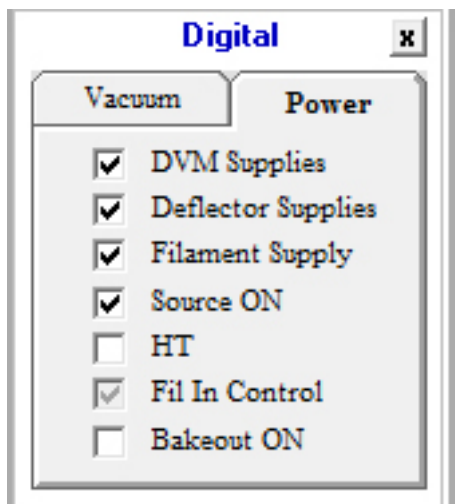 Digital x
Vacuum Power
DVM Supplies
Deflector Supplies
Filament Supply
Source ON
HT
Fil In Control
Bakeout ON